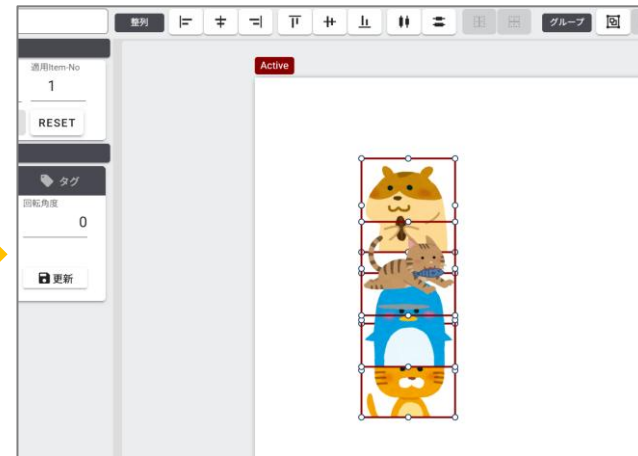 整列
グループ
Active
適用Item-No
1
RESET
タグ
回転角度
0
更新